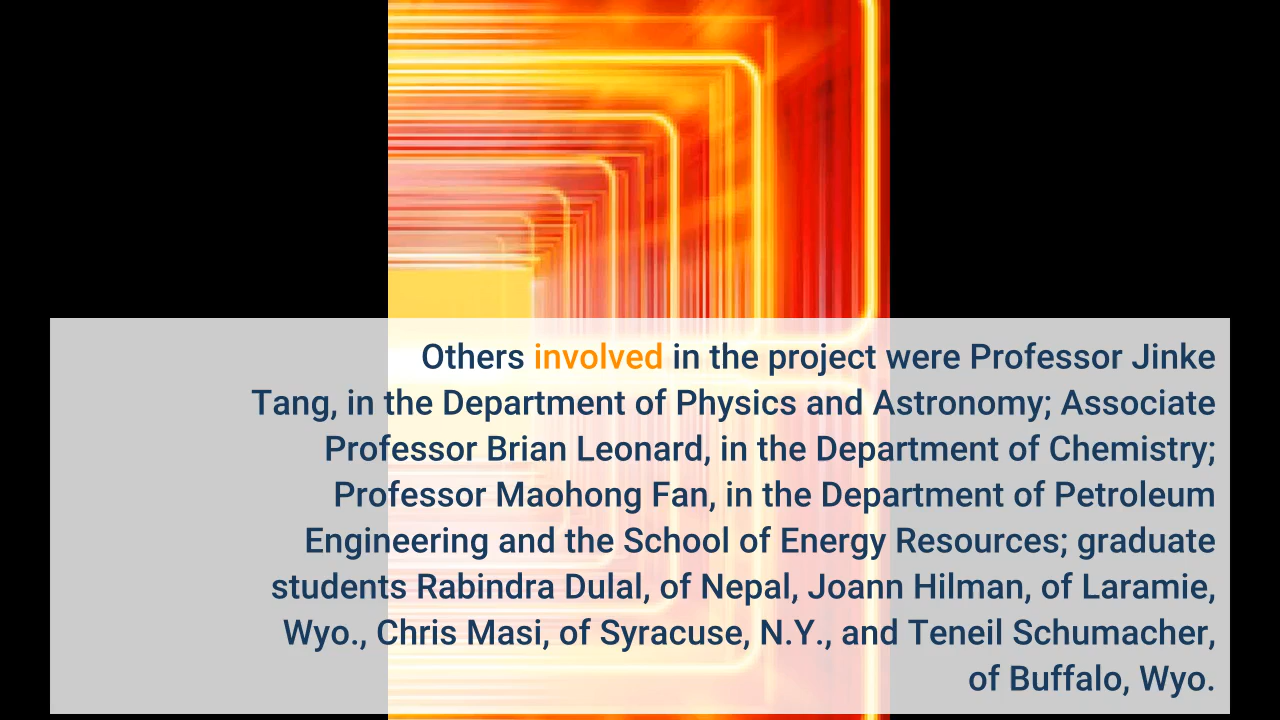 Others involved in the project were Professor Jinke
Tang, in the Department of Physics and Astronomy; Associate
Professor Brian Leonard, in the Department of Chemistry;
Professor Maohong Fan, in the Department of Petroleum
Engineering and the School of Energy Resources; graduate
students Rabindra Dulal, of Nepal, Joann Hilman, of Laramie,
Wyo., Chris Masi, of Syracuse, N.Y., and Teneil Schumacher,
of Buffalo, Wyo.